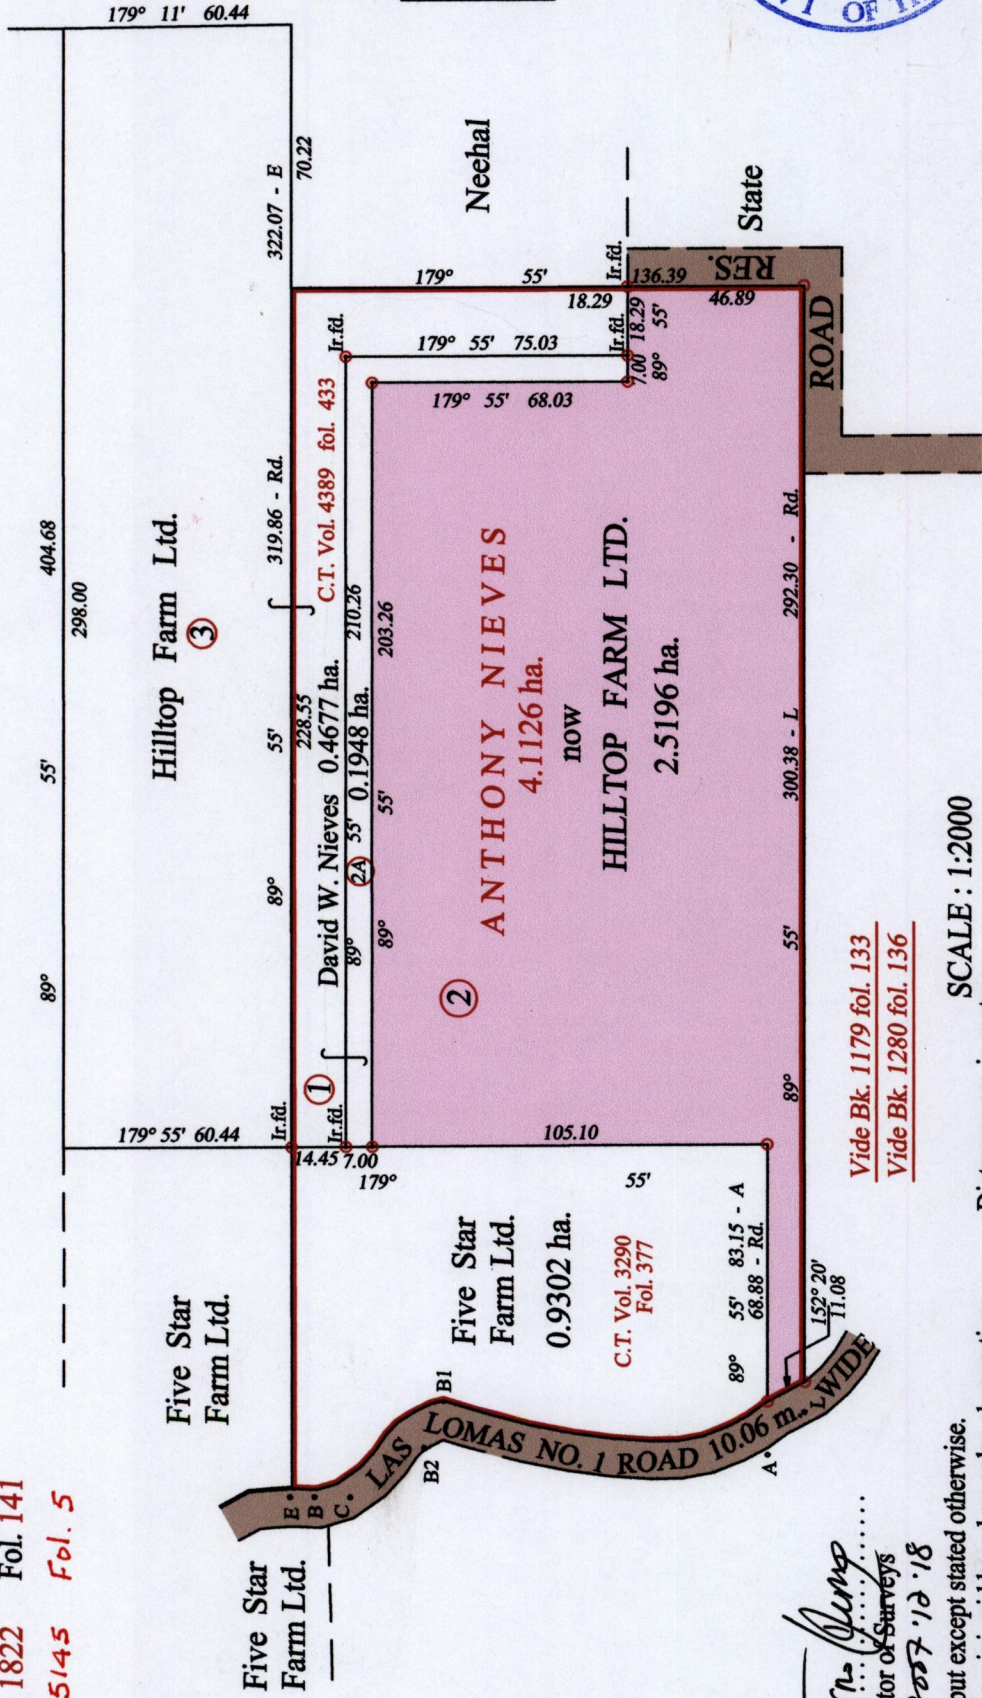 1822 Fol. 141
5145 Fol. 5
179° 11' 60.44
OF
89° 55' 404.68
298.00
Hilltop Farm Ltd.
3
Neehal
State
Five Star
Farm Ltd.
Five Star
Farm Ltd.
179° 55' 60.44
89° 55' 319.86 - Rd. 322.07 - E
228.55
70.22
Ir.fd.
1
David W. Nieves 0.4677 ha.
C.T. Vol. 4389 fol. 433
Ir.fd.
Ir.fd.
89° 55' 210.26
2A
0.1948 ha.
89° 55' 203.26
14.45
7.00
179° 55'
105.10
179° 55' 136.39
18.29
46.89
Ir.fd.
Ir.fd.
179° 55' 75.03
179° 55' 68.03
7.00 18.29
89° 55'
2
ANTHONY NIEVES
4.1126 ha.
now
HILLTOP FARM LTD.
2.5196 ha.
Five Star
Farm Ltd.
0.9302 ha.
C.T. Vol. 3290
Fol. 377
89° 55' 83.15 - A
68.88 - Rd.
152° 20'
11.08
89° 55' 300.38 - L 292.30 - Rd.
E
B
C
B2
B1
A
L
LAS LOMAS NO. 1 ROAD 10.06 m. WIDE
ROAD
RES.
Vide Bk. 1179 fol. 133
Vide Bk. 1280 fol. 136
SCALE : 1:2000
tor of Surveys
out except stated otherwise.